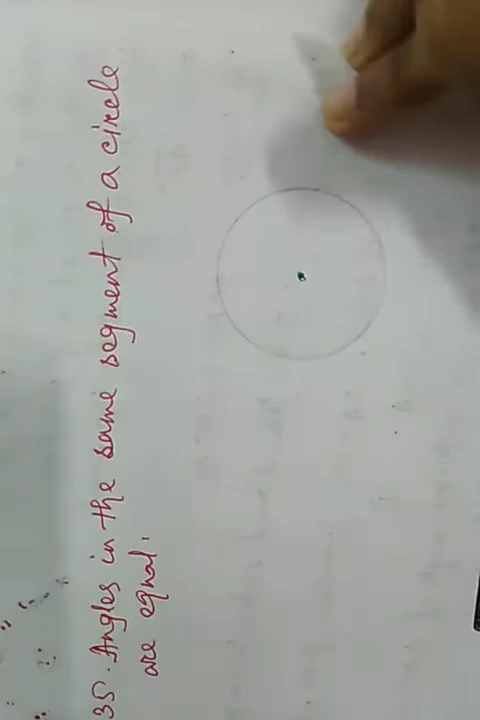 35. Angles in the same segment of a circle
are equal.